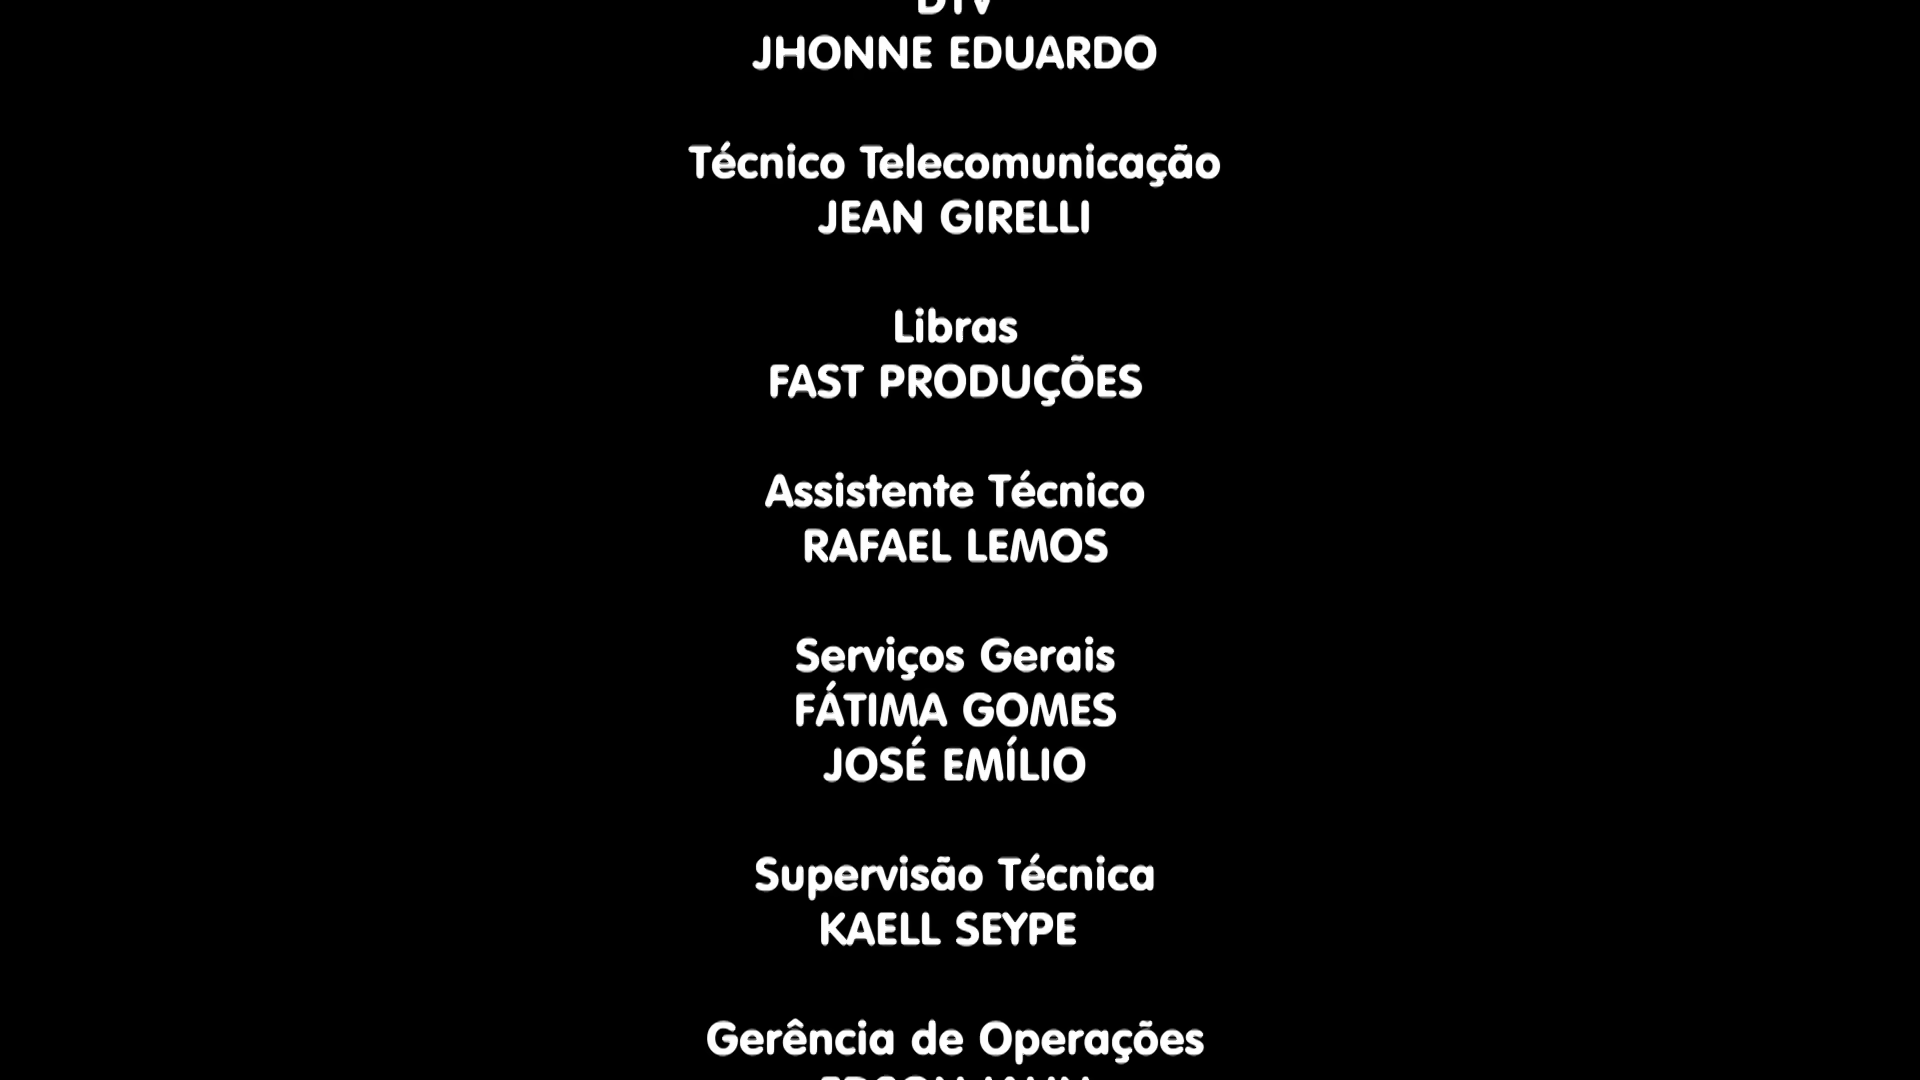 DTV
JHONNE EDUARDO
Técnico Telecomunicação
JEAN GIRELLI
Libras
FAST PRODUÇÕES
Assistente Técnico
RAFAEL LEMOS
Serviços Gerais
FÁTIMA GOMES
JOSÉ EMÍLIO
Supervisão Técnica
KAELL SEYPE
Gerência de Operações